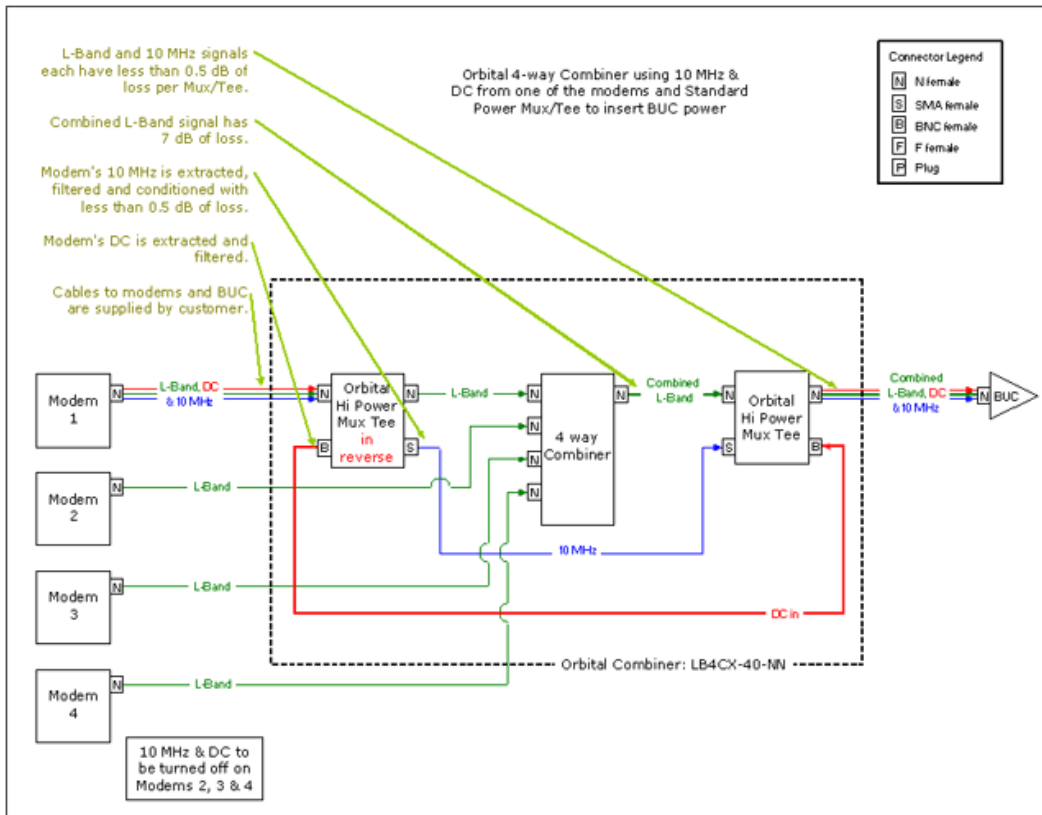 L-Band and 10 MHz signals
each have less than 0.5 dB of
loss per Mux/Tee.
Combined L-Band signal has
7 dB of loss.
Modem's 10 MHz is extracted,
filtered and conditioned with
less than 0.5 dB of loss.
Modem's DC is extracted and
filtered.
Cables to modems and BUC
are supplied by customer.
Orbital 4-way Combiner using 10 MHz &
DC from one of the modems and Standard
Power Mux/Tee to insert BUC power
Connector Legend
N N female
S SMA female
B BNC female
F F female
P Plug
Modem
1
N
L-Band, DC
& 10 MHz
N
Orbital
Hi Power
Mux Tee
in
reverse
N
B
S
L-Band
N
N
N
N
4 way
Combiner
N
Combined
L-Band
N
Orbital
Hi Power
Mux Tee
N
S
B
Combined
L-Band, DC
& 10 MHz
N
BUC
Modem
2
N
L-Band
10 MHz
Modem
3
N
L-Band
DC in
Orbital Combiner: LB4CX-40-NN
Modem
4
N
L-Band
10 MHz & DC to
be turned off on
Modems 2, 3 & 4